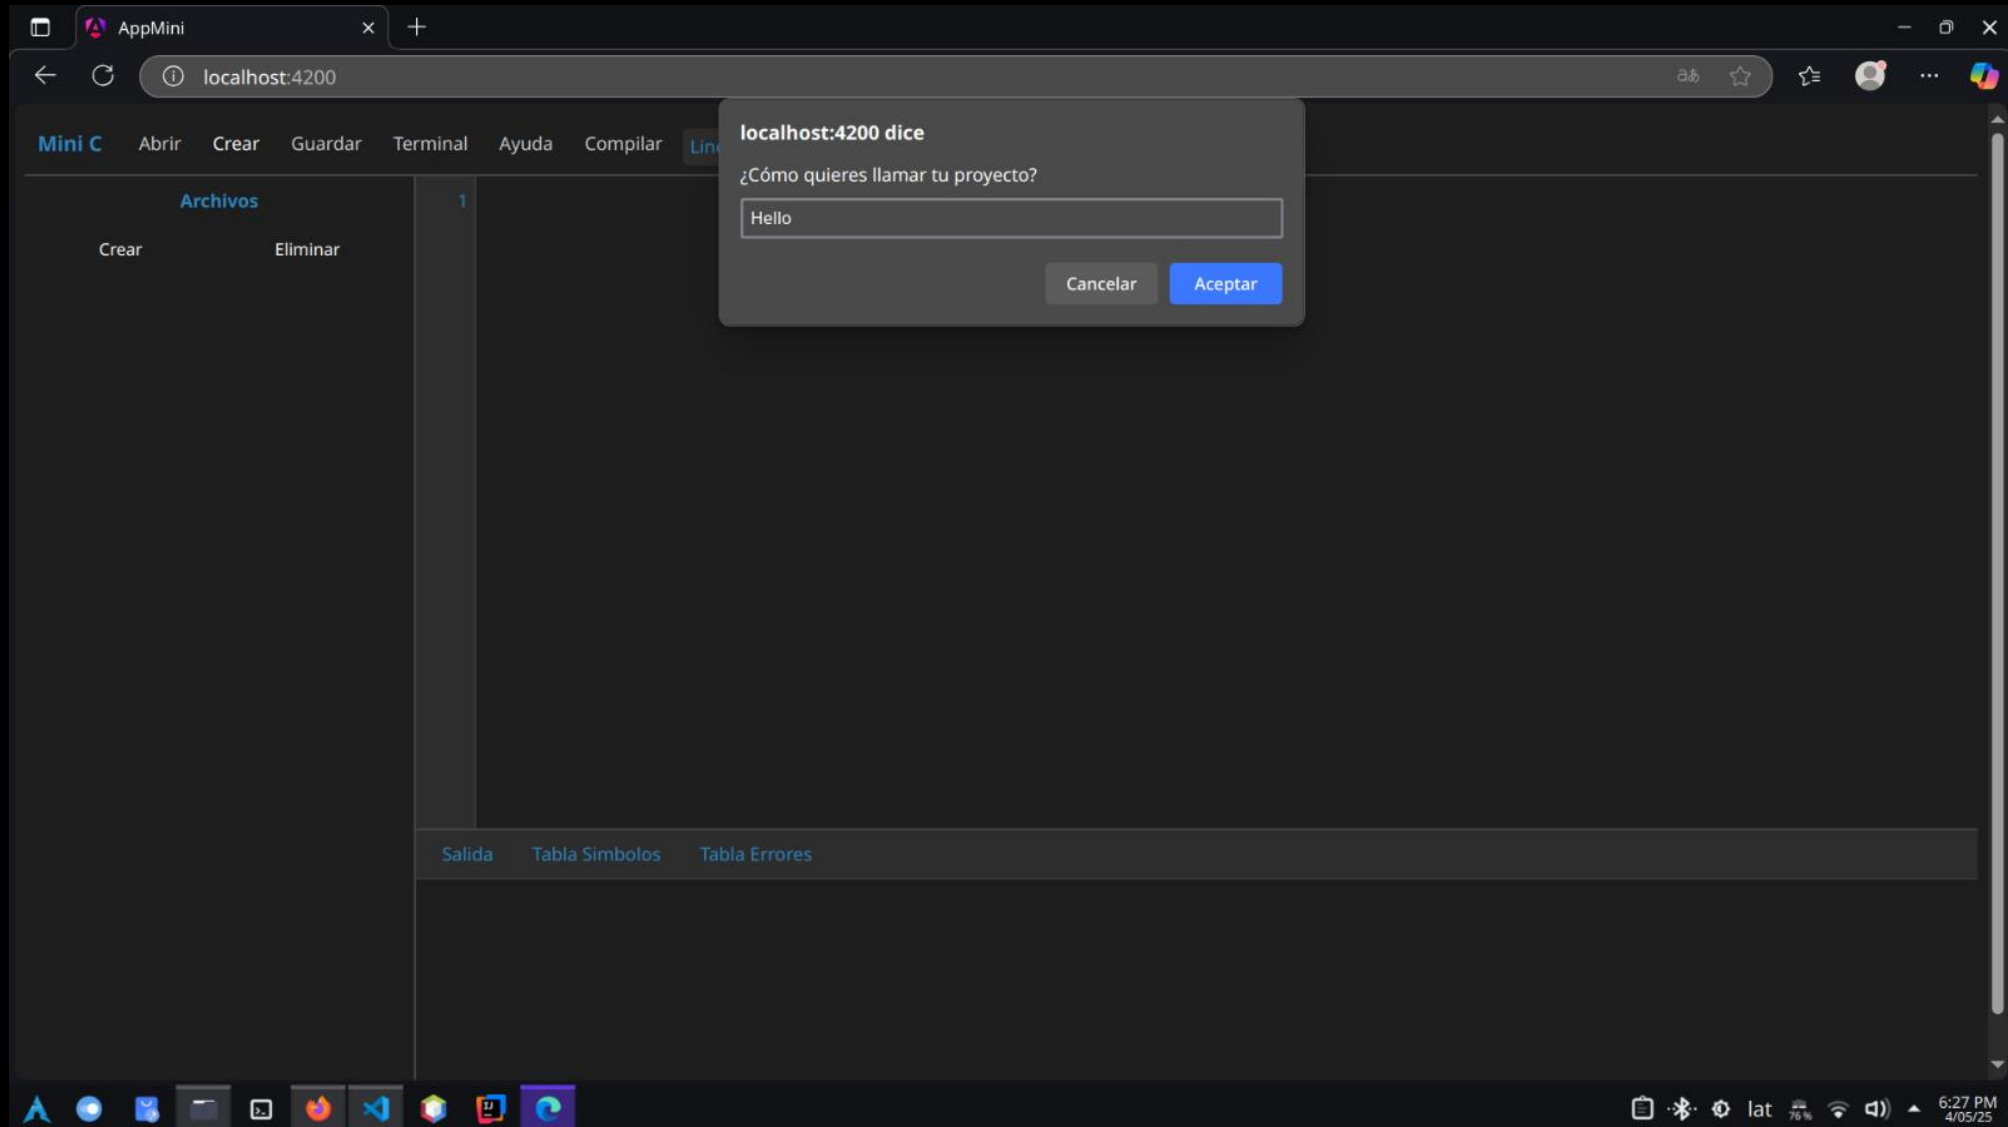 AppMini
localhost:4200
localhost:4200 dice
¿Cómo quieres llamar tu proyecto?
Hello
Cancelar Aceptar
Mini C Abrir Crear Guardar Terminal Ayuda Compilar
Archivos
Crear Eliminar
1
Salida Tabla Simbolos Tabla Errores
lat 76% 6:27 PM
4/05/25